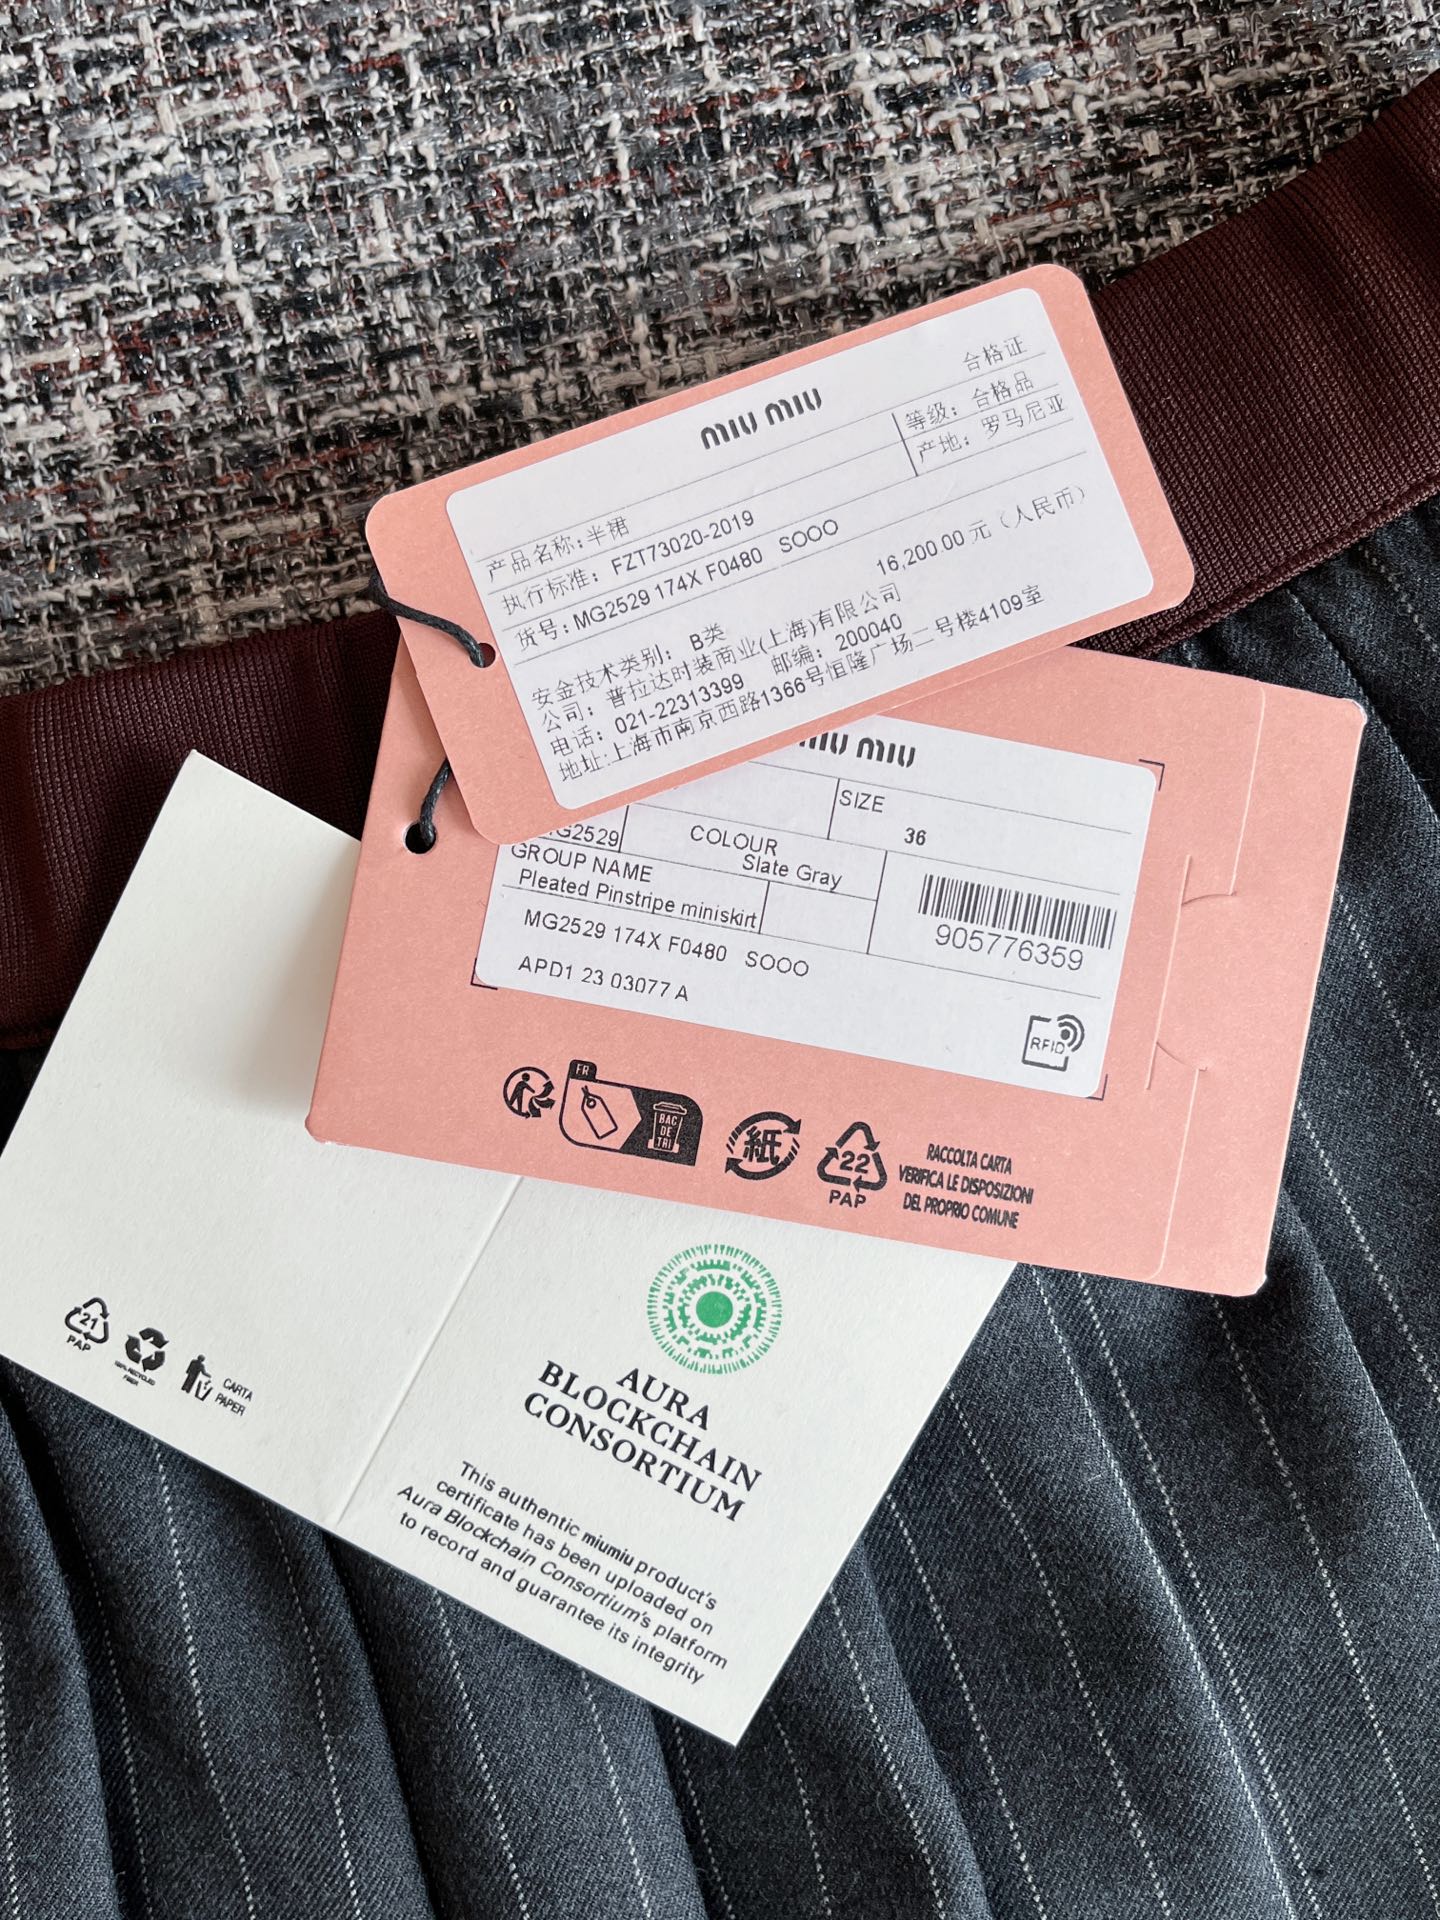 miu miu
合格证
等级: 合格品
产地: 罗马尼亚
产品名称: 半裙
执行标准: FZT73020-2019
货号: MG2529 174X F0480 SOOO
16,200.00 元（人民币）
安金技术类别: B类
公司: 普拉达时装商业(上海)有限公司
电话: 021-22313399 邮编: 200040
地址:上海市南京西路1366号恒隆广场二号楼4109室
miu miu
SIZE
36
MG2529
COLOUR
Slate Gray
GROUP NAME
Pleated Pinstripe miniskirt
905776359
MG2529 174X F0480 SOOO
APD1 23 03077 A
RFID
FR
BAC
DE
TRI
紙
22
PAP
RACCOLTA CARTA
VERIFICA LE DISPOSIZIONI
DEL PROPRIO COMUNE
21
PAP
100% RECYCLED
FIBER
CARTA
PAPER
AURA
BLOCKCHAIN
CONSORTIUM
This authentic miumiu product's
certificate has been uploaded on
Aura Blockchain Consortium's platform
to record and guarantee its integrity